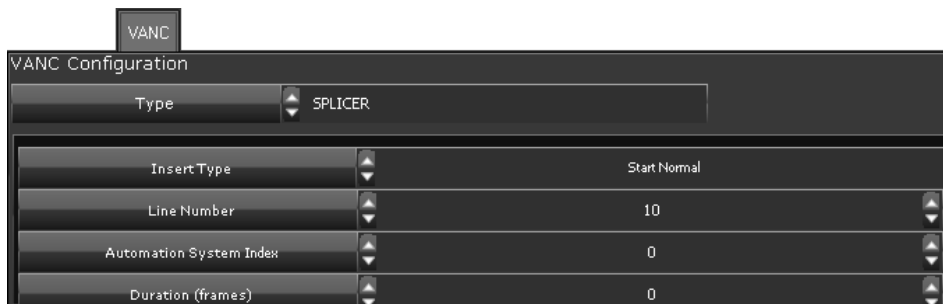 VANC
VANC Configuration
Type SPLICER
Insert Type Start Normal
Line Number 10
Automation System Index 0
Duration (frames) 0